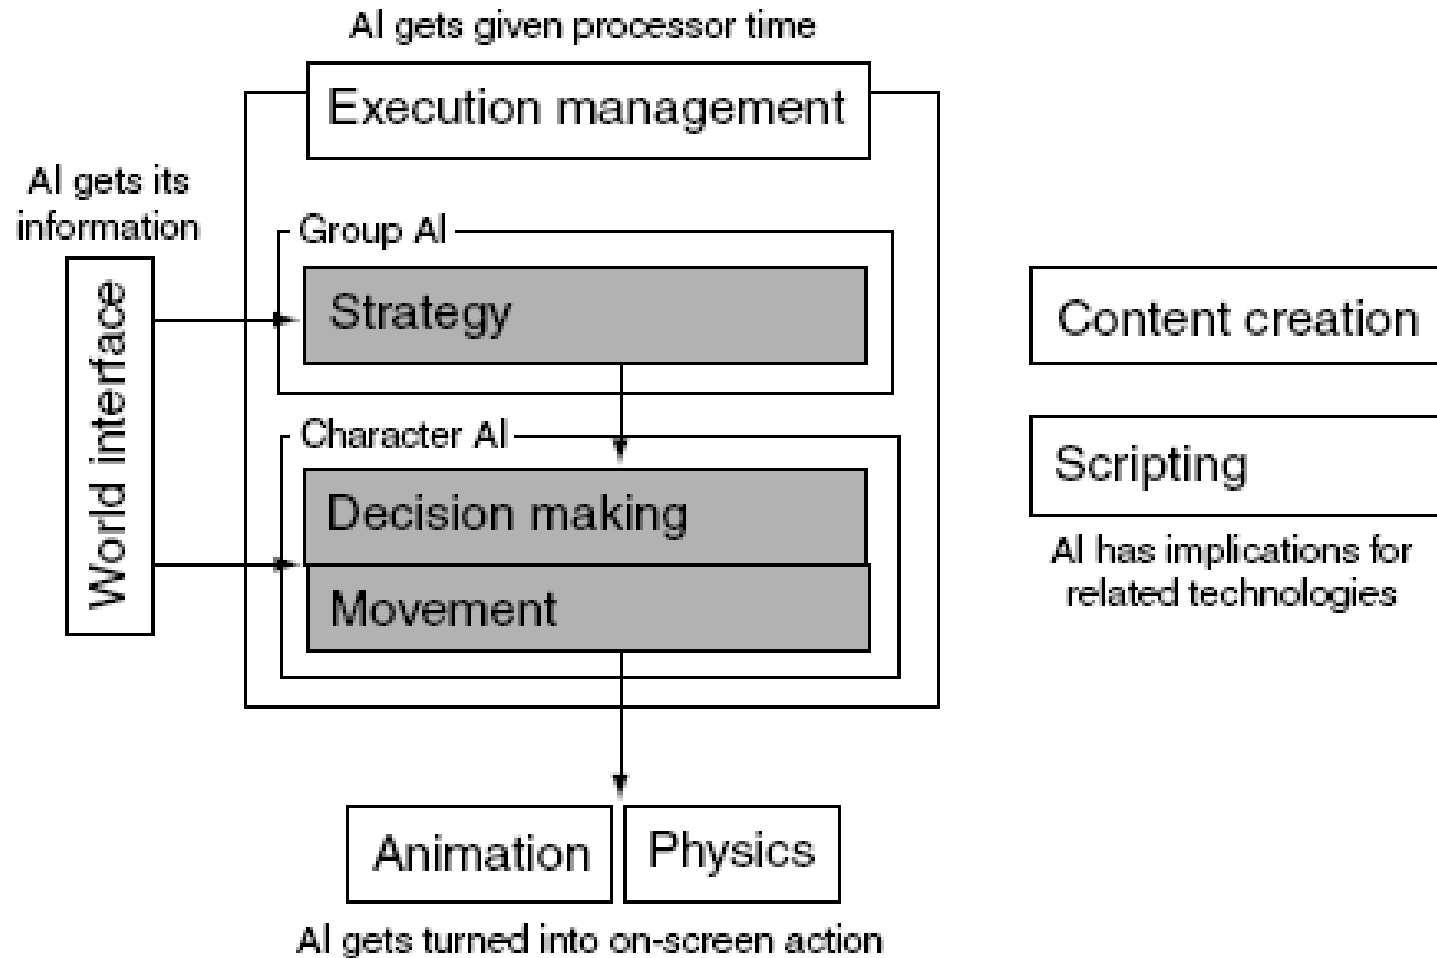 AI gets given processor time
Execution management
AI gets its
information
World interface
Group AI
Strategy
Character AI
Decision making
Movement
Animation
Physics
AI gets turned into on-screen action
Content creation
Scripting
AI has implications for
related technologies